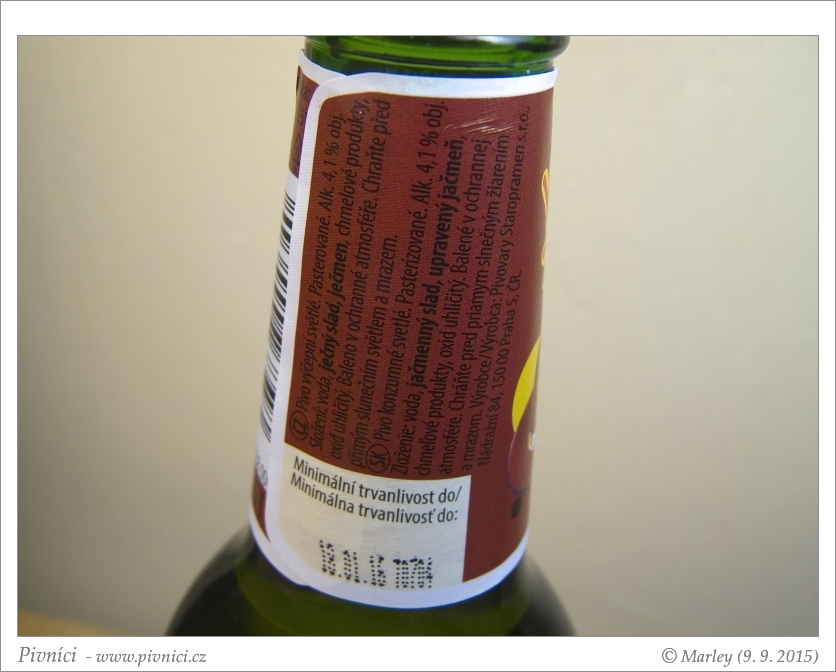 CZ Pivo výčepní světlé. Pasterované. Alk. 4,1 % obj.
Složení: voda, ječný slad, ječmen, chmelové produkty,
oxid uhličitý. Baleno v ochranné atmosféře. Chraňte před
přímým slunečním světlem a mrazem.
SK Pivo konzumné svetlé. Pasterizované. Alk. 4,1 % obj.
Zloženie: voda, jačmenný slad, upravený jačmeň,
chmeľové produkty, oxid uhličitý. Balené v ochrannej
atmosfére. Chráňte pred priamym slnečným žiarením
a mrazom. Výrobce/Výrobca: Pivovary Staropramen s.r.o.,
Nádražní 84, 150 00 Praha 5, ČR.
Minimální trvanlivost do/
Minimálna trvanlivosť do:
18.01.16
Pivníci - www.pivnici.cz
© Marley (9. 9. 2015)